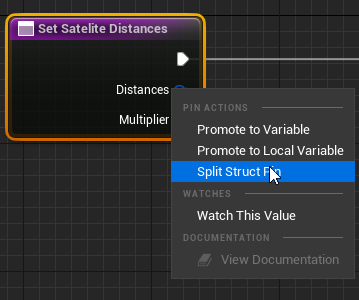 Set Satelite Distances
Distances
Multiplier
PIN ACTIONS
Promote to Variable
Promote to Local Variable
Split Struct Pin
WATCHES
Watch This Value
DOCUMENTATION
View Documentation